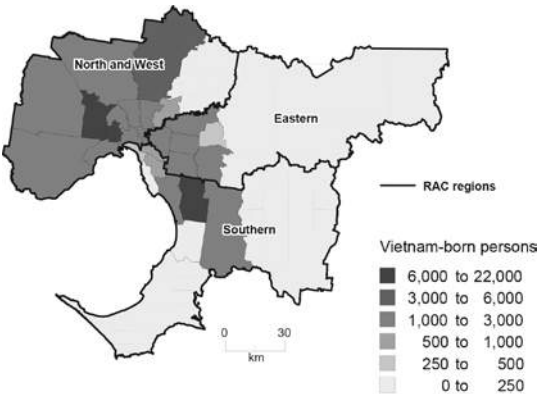 North and West
Eastern
RAC regions
Southern
Vietnam-born persons
6,000 to 22,000
3,000 to 6,000
1,000 to 3,000
500 to 1,000
250 to 500
0 to 250
0 30
km